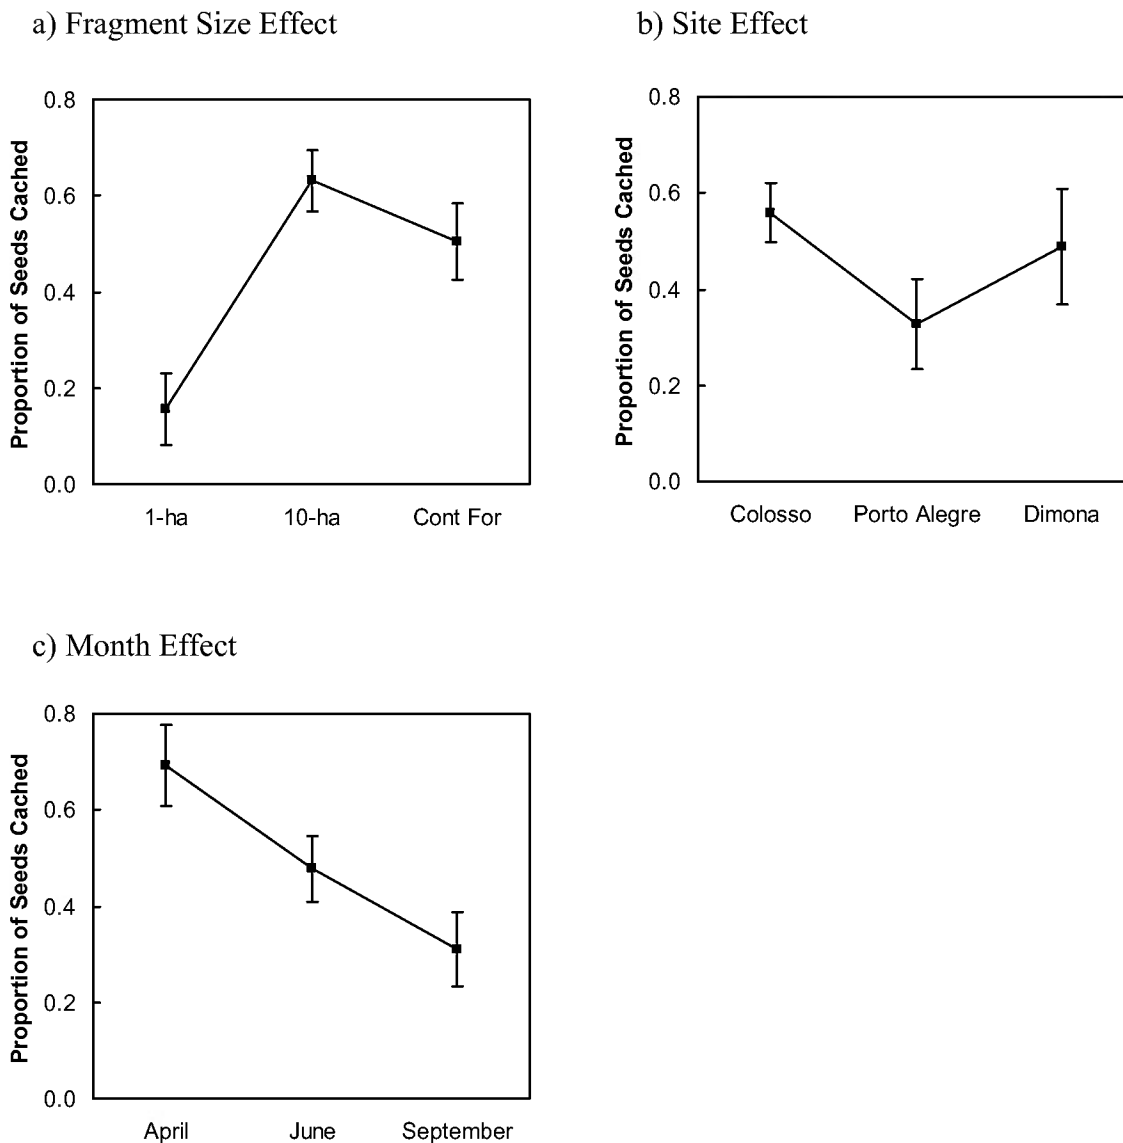 a) Fragment Size Effect
Proportion of Seeds Cached
0.8
0.6
0.4
0.2
0.0
1-ha 10-ha Cont For
b) Site Effect
Proportion of Seeds Cached
0.8
0.6
0.4
0.2
0.0
Colosso Porto Alegre Dimona
c) Month Effect
Proportion of Seeds Cached
0.8
0.6
0.4
0.2
0.0
April June September